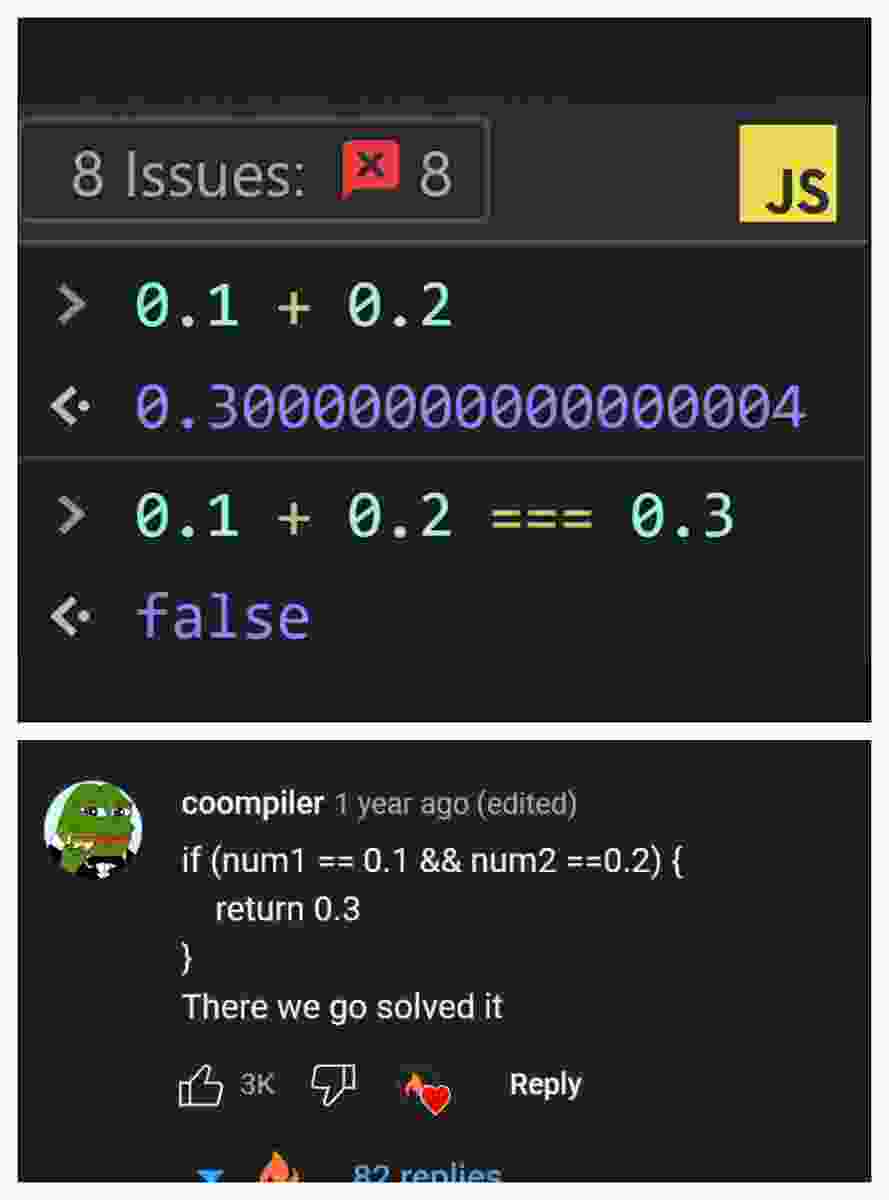 8 Issues: 8
JS
> 0.1 + 0.2
0.30000000000000004
> 0.1 + 0.2 === 0.3
false
coompiler 1 year ago (edited)
if (num1 == 0.1 && num2 ==0.2) {
return 0.3
}
There we go solved it
3K Reply
82 replies